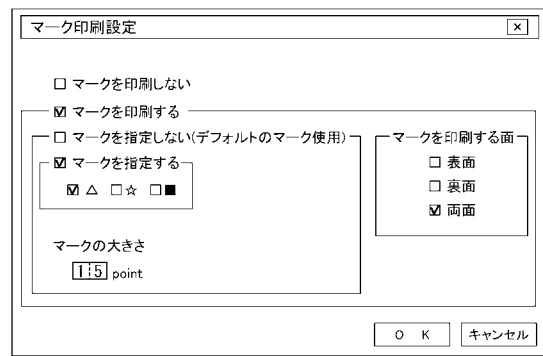 マーク印刷設定 ×
□ マークを印刷しない
☑ マークを印刷する
□ マークを指定しない(デフォルトのマーク使用)
☑ マークを指定する
☑ △ □ ☆ □ ■
マークの大きさ
15 point
マークを印刷する面
□ 表面
□ 裏面
☑ 両面
OK キャンセル